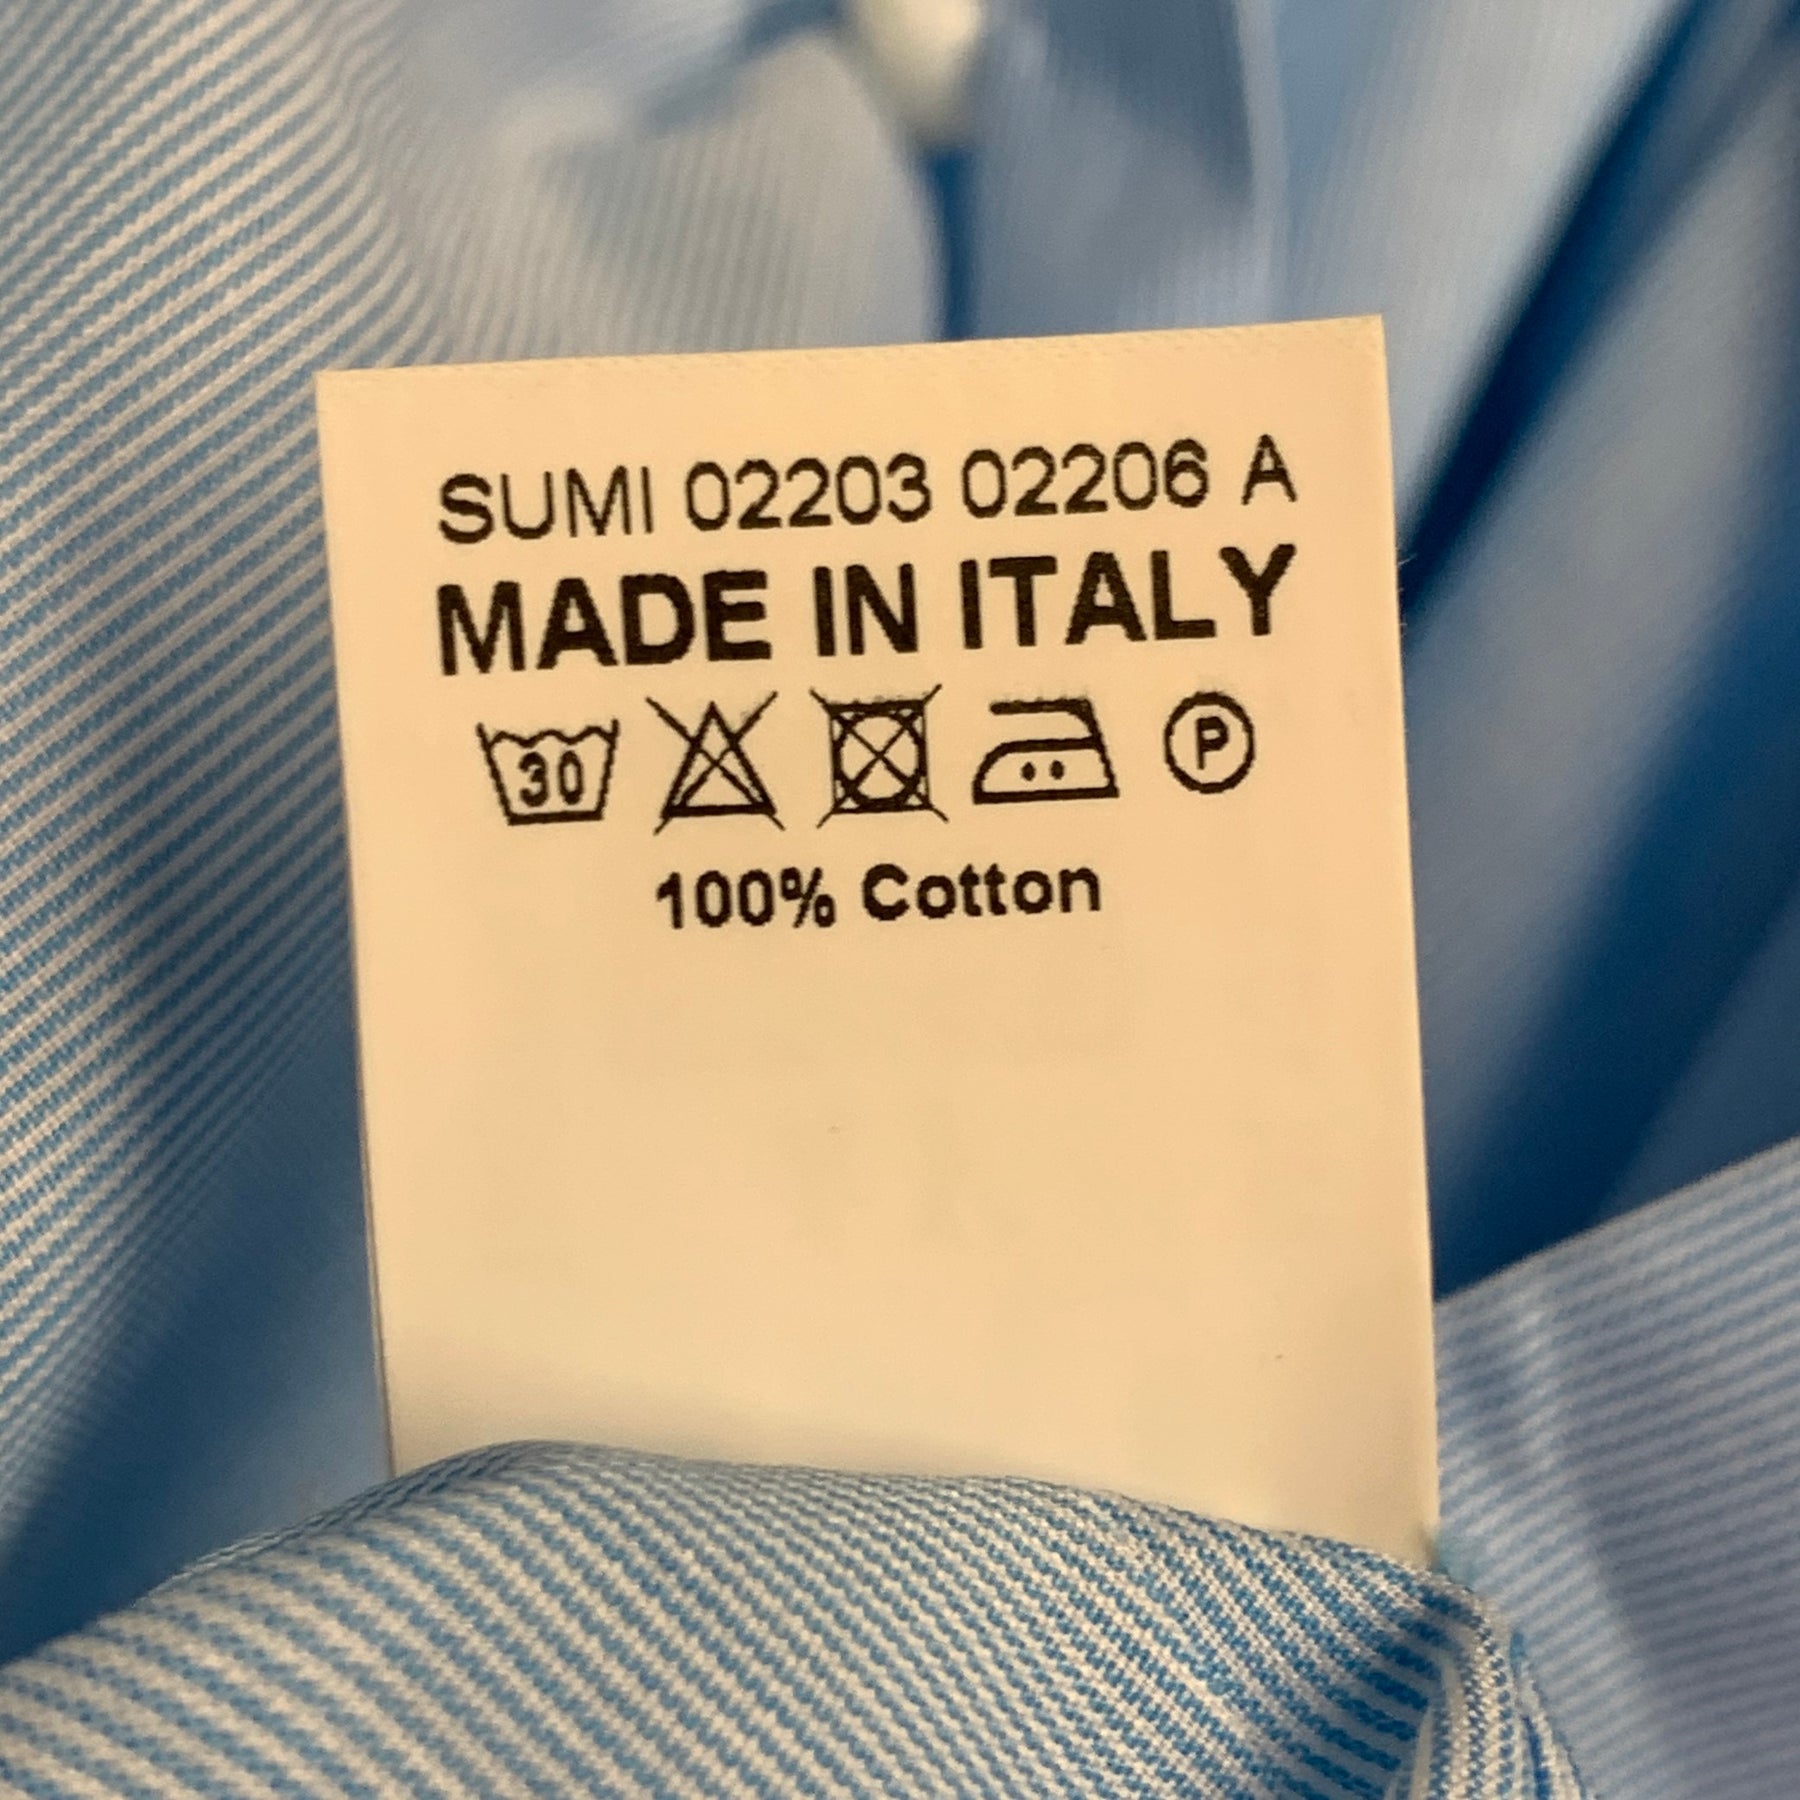 SUMI 02203 02206 A
MADE IN ITALY
30 P
100% Cotton